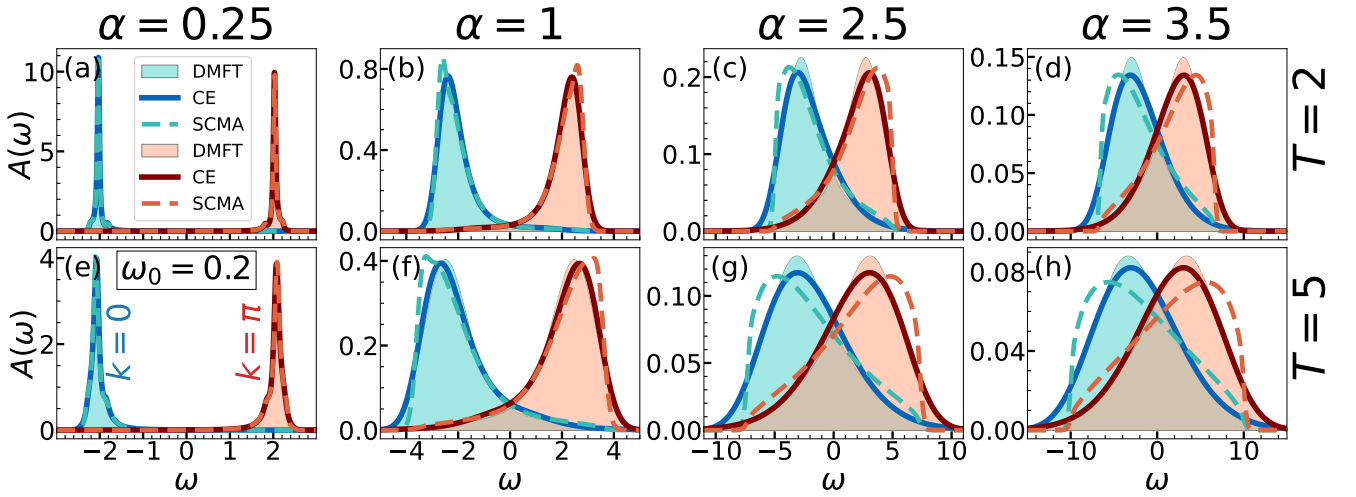 α = 0.25
α = 1
α = 2.5
α = 3.5
A(ω)
10
5
0
(a)
DMFT
CE
SCMA
DMFT
CE
SCMA
0.8
0.4
0.0
(b)
0.2
0.1
0.0
(c)
0.15
0.10
0.05
0.00
(d)
T = 2
A(ω)
4
2
0
(e)
ω₀ = 0.2
k = 0
k = π
−2 −1 0 1 2
ω
0.4
0.2
0.0
(f)
−4 −2 0 2 4
ω
0.10
0.05
0.00
(g)
−10 −5 0 5 10
ω
0.08
0.04
0.00
(h)
−10 0 10
ω
T = 5